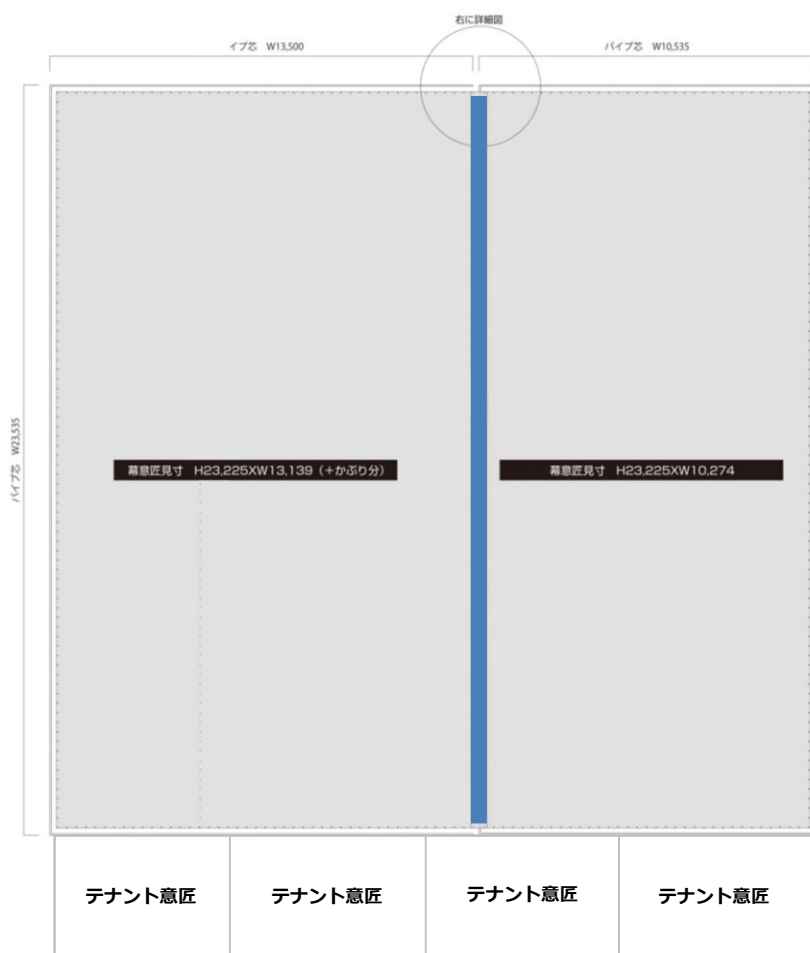 右に詳細図
イプ芯 W13,500
パイプ芯 W10,535
パイプ芯 W23,535
幕意匠見寸 H23,225XW13,139（+かぶり分）
幕意匠見寸 H23,225XW10,274
テナント意匠
テナント意匠
テナント意匠
テナント意匠